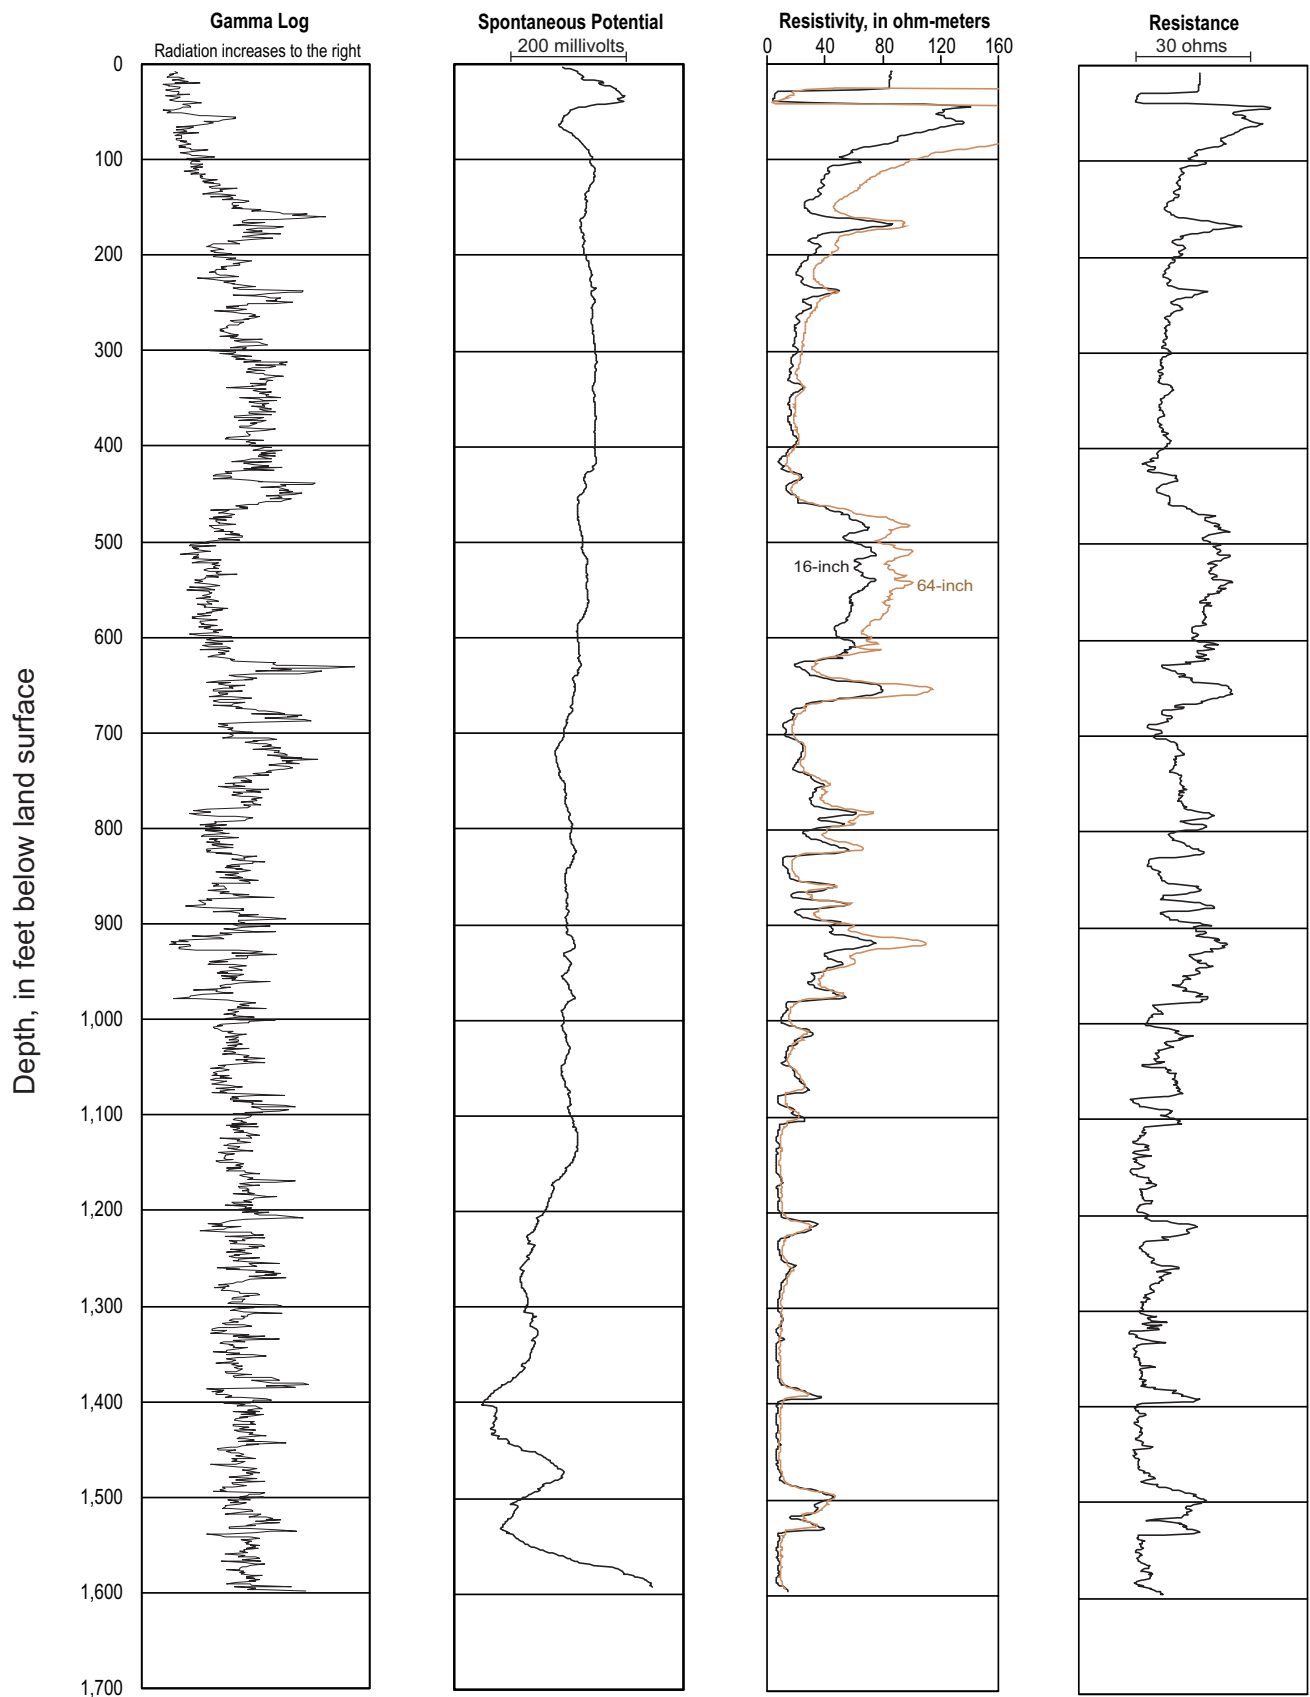 Gamma Log
Spontaneous Potential
Resistivity, in ohm-meters
Resistance
Radiation increases to the right
200 millivolts
0 40 80 120 160
30 ohms
0
100
200
300
400
500
16-inch
64-inch
600
700
800
900
1,000
1,100
1,200
1,300
1,400
1,500
1,600
1,700
Depth, in feet below land surface